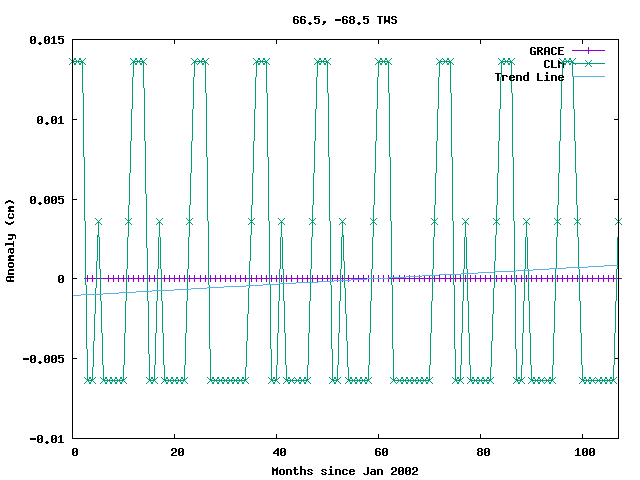 66.5, -68.5 TWS
GRACE
CLM
Trend Line
0.015
0.01
0.005
0
-0.005
-0.01
Anomaly (cm)
0 20 40 60 80 100
Months since Jan 2002